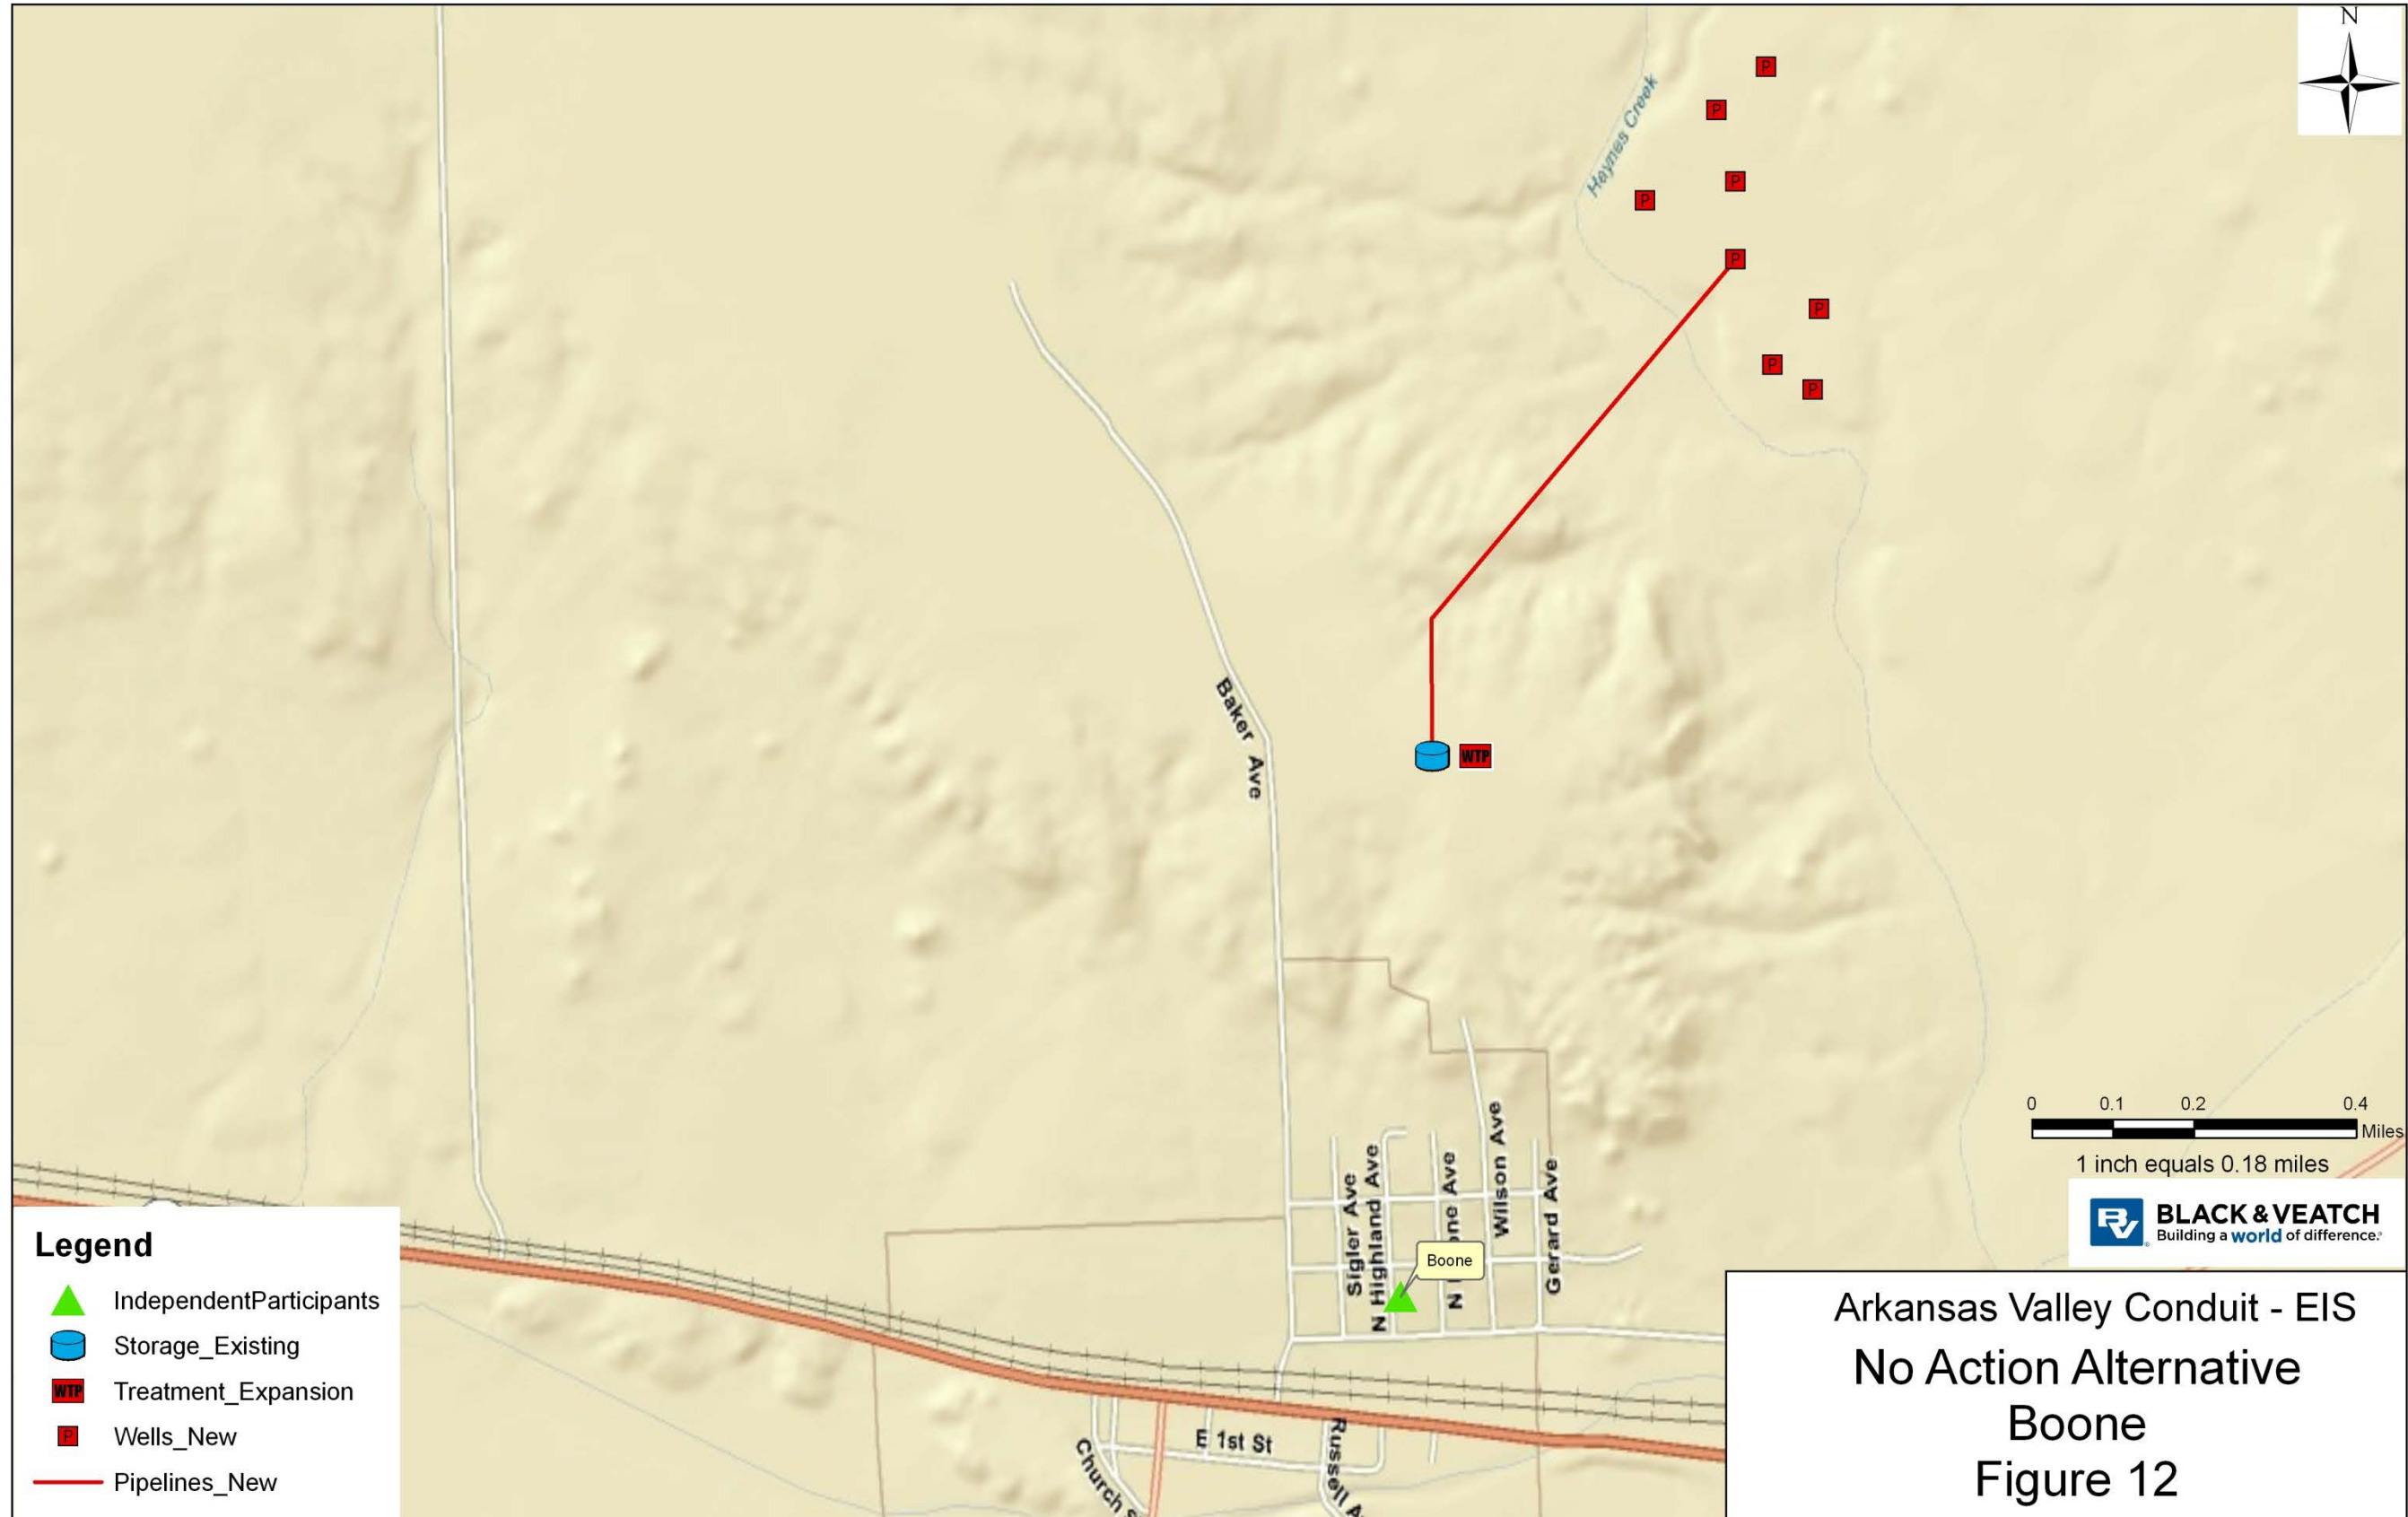 N
Haynes Creek
P
P
P
P
P
P
P
P
Baker Ave
WTP
0 0.1 0.2 0.4
Miles
1 inch equals 0.18 miles
BV
BLACK & VEATCH
Building a world of difference.®
Sigler Ave
N Highland Ave
N
one Ave
Wilson Ave
Gerard Ave
Boone
E 1st St
Church S
Russell A
Legend
IndependentParticipants
Storage_Existing
WTP Treatment_Expansion
P Wells_New
Pipelines_New
Arkansas Valley Conduit - EIS
No Action Alternative
Boone
Figure 12